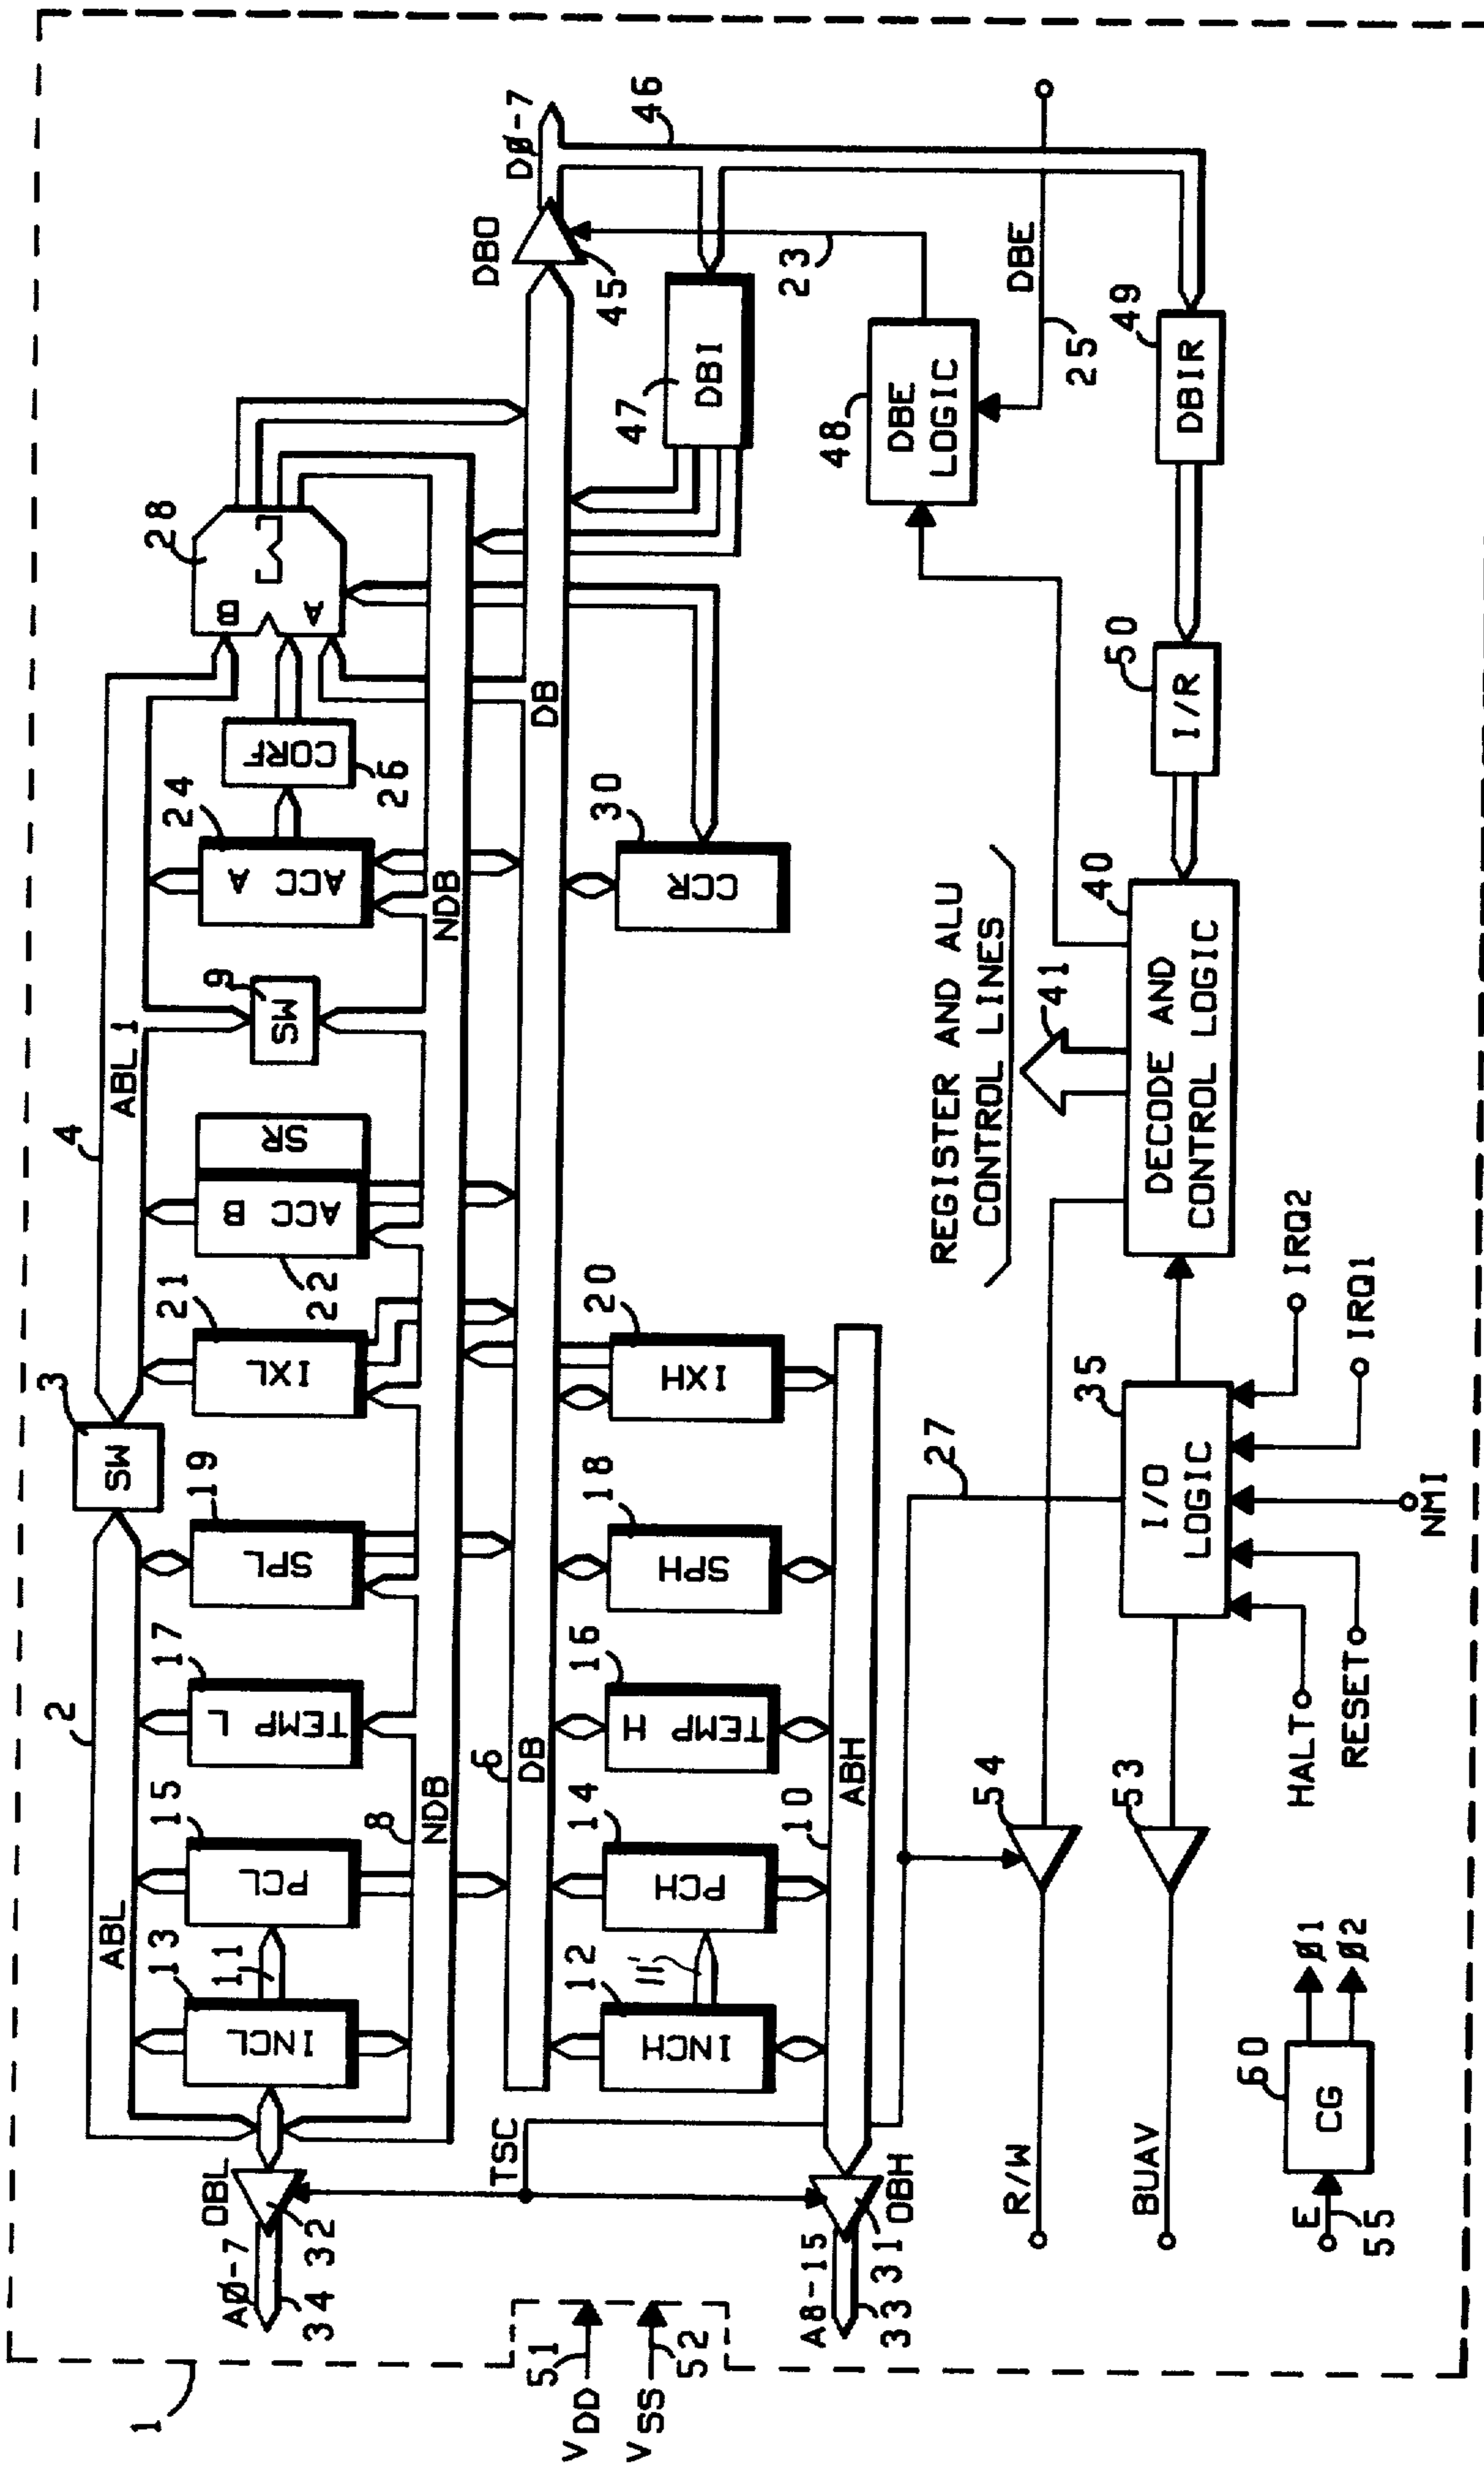 1
2
ABL
3
SW
4
ABL 1
13
INCL
11
15
PCL
17
TEMP L
19
SPL
21
IXL
22
ACC B
SR
9
MS
24
ACC A
CORF
26
28
B
A
Σ
OBL
AØ-7
34
32
8
NDB
NDB
6
DB
DB
DBO
45
DØ-7
46
TSC
VDD
51
VSS
52
12
INCH
11'
14
PCH
16
TEMP H
18
SPH
20
IXH
30
CCR
47
DBI
23
10
ABH
OBH
A8-15
33
31
27
REGISTER AND ALU
CONTROL LINES
41
48
DBE
LOGIC
DBE
25
R/W
54
BUAV
53
35
I/O
LOGIC
40
DECODE AND
CONTROL LOGIC
50
I/R
49
DBIR
HALT
RESET
NMI
IRQ1
IRQ2
E
55
60
CG
Ø1
Ø2